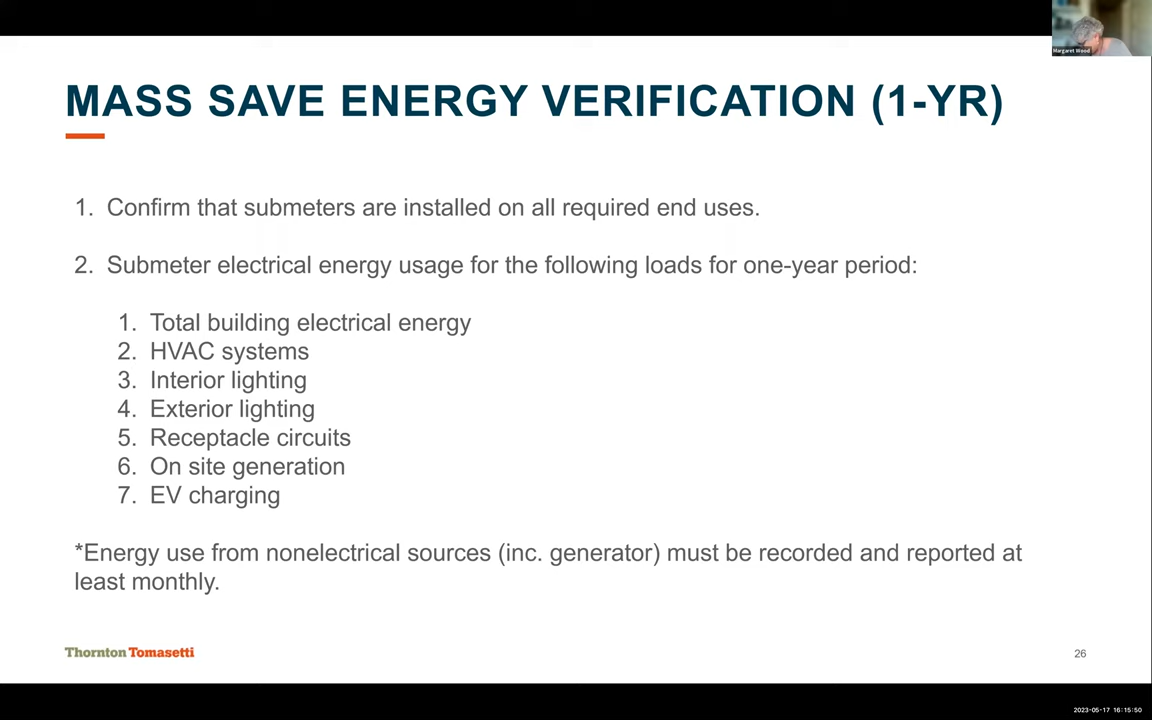 Margaret Wood
MASS SAVE ENERGY VERIFICATION (1-YR)
1. Confirm that submeters are installed on all required end uses.
2. Submeter electrical energy usage for the following loads for one-year period:
1. Total building electrical energy
2. HVAC systems
3. Interior lighting
4. Exterior lighting
5. Receptacle circuits
6. On site generation
7. EV charging
*Energy use from nonelectrical sources (inc. generator) must be recorded and reported at
least monthly.
Thornton Tomasetti
26
2023-05-17 16:15:50